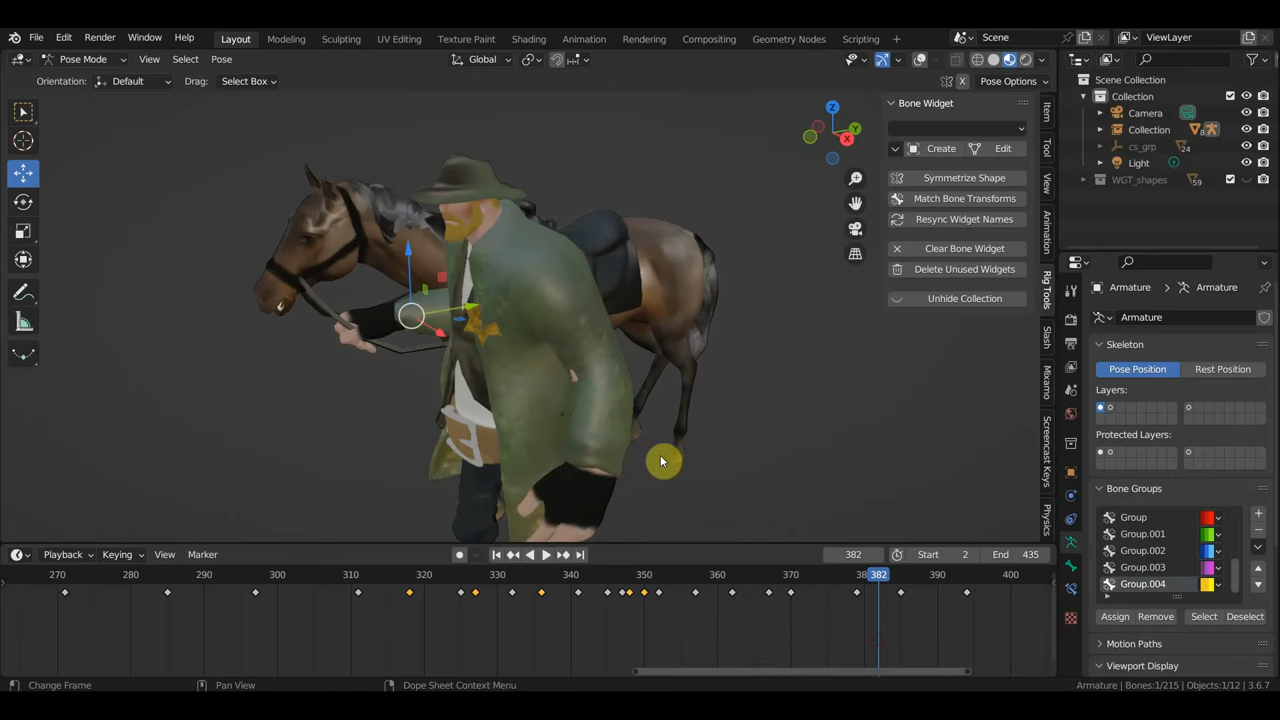 File Edit Render Window Help Layout Modeling Sculpting UV Editing Texture Paint Shading Animation Rendering Compositing Geometry Nodes Scripting + Scene ViewLayer
Pose Mode View Select Pose Global
Orientation: Default Drag: Select Box X Pose Options
Scene Collection
Collection
Camera
Collection 8
cs_grp 24
Light
WGT_shapes 59
Z
Y
X
Bone Widget
Create Edit
Symmetrize Shape
Match Bone Transforms
Resync Widget Names
Clear Bone Widget
Delete Unused Widgets
Unhide Collection
Item
Tool
View
Animation
Rig Tools
Slash
Mixamo
Screencast Keys
Physics
Armature Armature
Armature
Skeleton
Pose Position Rest Position
Layers:
Protected Layers:
Bone Groups
Group
Group.001
Group.002
Group.003
Group.004
Assign Remove Select Deselect
Motion Paths
Viewport Display
Playback Keying View Marker 382 Start 2 End 435
270 280 290 300 310 320 330 340 350 360 370 382 390 400
Change Frame Pan View Dope Sheet Context Menu Armature | Bones:1/215 | Objects:1/12 | 3.6.7